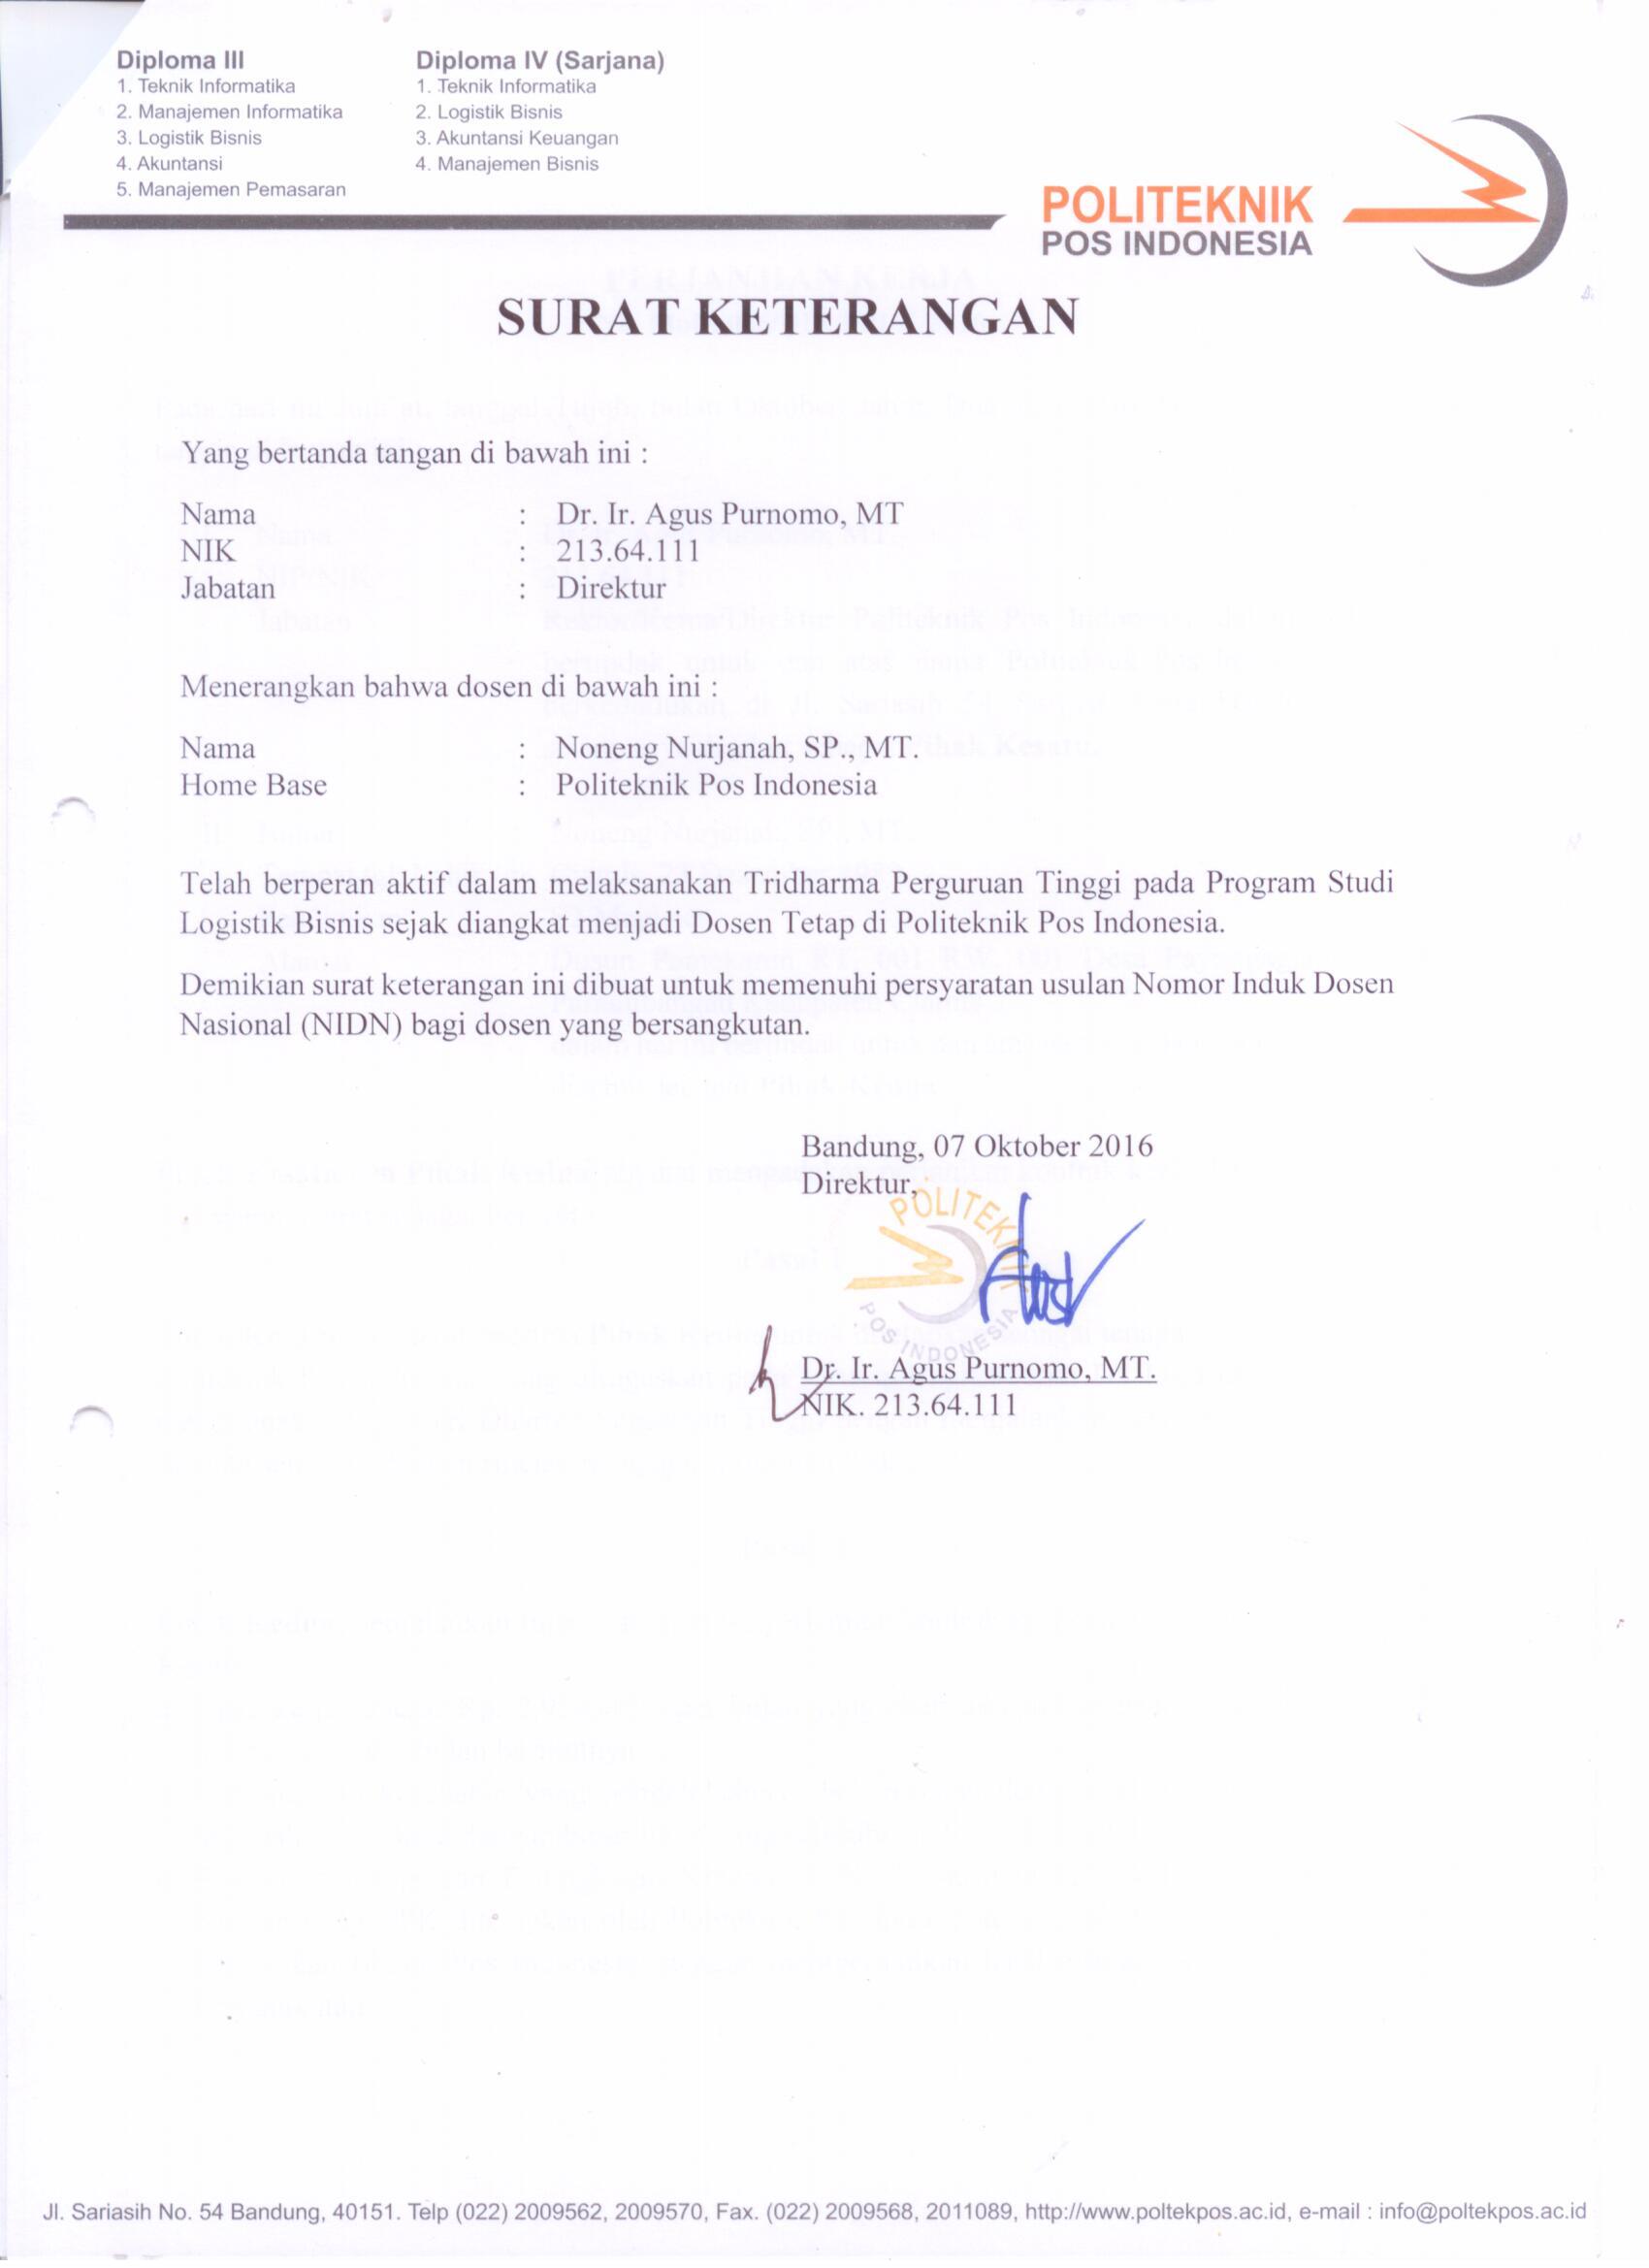 Diploma III
1. Teknik Informatika
2. Manajemen Informatika
3. Logistik Bisnis
4. Akuntansi
5. Manajemen Pemasaran
Diploma IV (Sarjana)
1. Teknik Informatika
2. Logistik Bisnis
3. Akuntansi Keuangan
4. Manajemen Bisnis
POLITEKNIK
POS INDONESIA
SURAT KETERANGAN
Yang bertanda tangan di bawah ini :
Nama : Dr. Ir. Agus Purnomo, MT
NIK : 213.64.111
Jabatan : Direktur
Menerangkan bahwa dosen di bawah ini :
Nama : Noneng Nurjanah, SP., MT.
Home Base : Politeknik Pos Indonesia
Telah berperan aktif dalam melaksanakan Tridharma Perguruan Tinggi pada Program Studi
Logistik Bisnis sejak diangkat menjadi Dosen Tetap di Politeknik Pos Indonesia.
Demikian surat keterangan ini dibuat untuk memenuhi persyaratan usulan Nomor Induk Dosen
Nasional (NIDN) bagi dosen yang bersangkutan.
Bandung, 07 Oktober 2016
Direktur,
POLITEKNIK
POS INDONESIA
Dr. Ir. Agus Purnomo, MT.
NIK. 213.64.111
Jl. Sariasih No. 54 Bandung, 40151. Telp (022) 2009562, 2009570, Fax. (022) 2009568, 2011089, http://www.poltekpos.ac.id, e-mail : info@poltekpos.ac.id